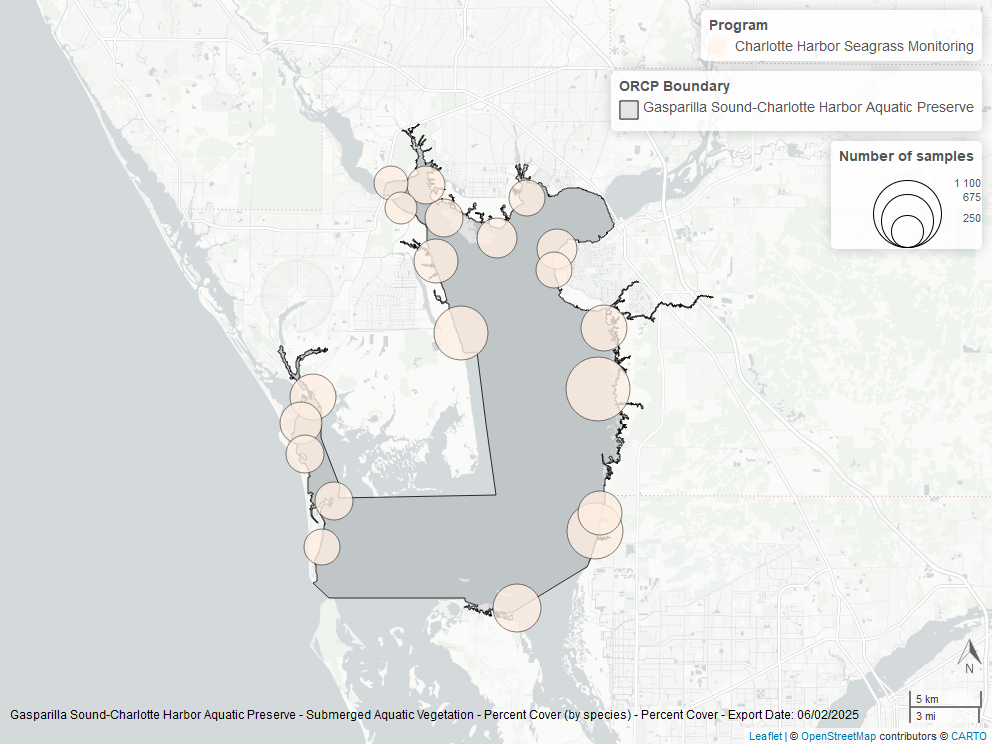 Program
Charlotte Harbor Seagrass Monitoring
ORCP Boundary
Gasparilla Sound-Charlotte Harbor Aquatic Preserve
Number of samples
1 100
675
250
N
5 km
3 mi
Gasparilla Sound-Charlotte Harbor Aquatic Preserve - Submerged Aquatic Vegetation - Percent Cover (by species) - Percent Cover - Export Date: 06/02/2025
Leaflet | © OpenStreetMap contributors © CARTO